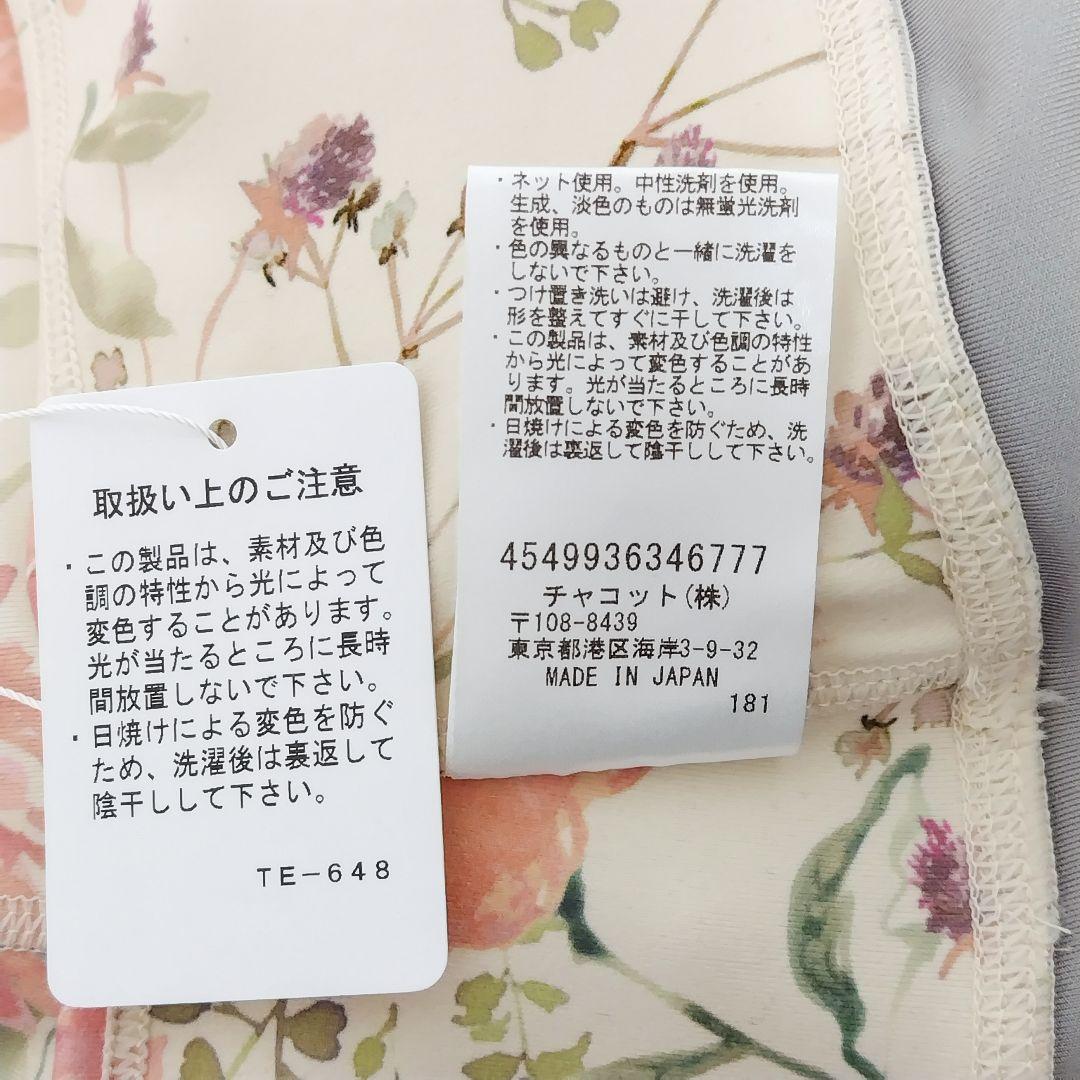 取扱い上のご注意
・この製品は、素材及び色
調の特性から光によって
変色することがあります。
光が当たるところに長時
間放置しないで下さい。
・日焼けによる変色を防ぐ
ため、洗濯後は裏返して
陰干しして下さい。
TE-648
・ネット使用。中性洗剤を使用。
生成、淡色のものは無蛍光洗剤
を使用。
・色の異なるものと一緒に洗濯を
しないで下さい。
・つけ置き洗いは避け、洗濯後は
形を整えてすぐに干して下さい。
・この製品は、素材及び色調の特性
から光によって変色することがあ
ります。光が当たるところに長時
間放置しないで下さい。
・日焼けによる変色を防ぐため、洗
濯後は裏返して陰干しして下さい。
4549936346777
チャコット(株)
〒108-8439
東京都港区海岸3-9-32
MADE IN JAPAN
181